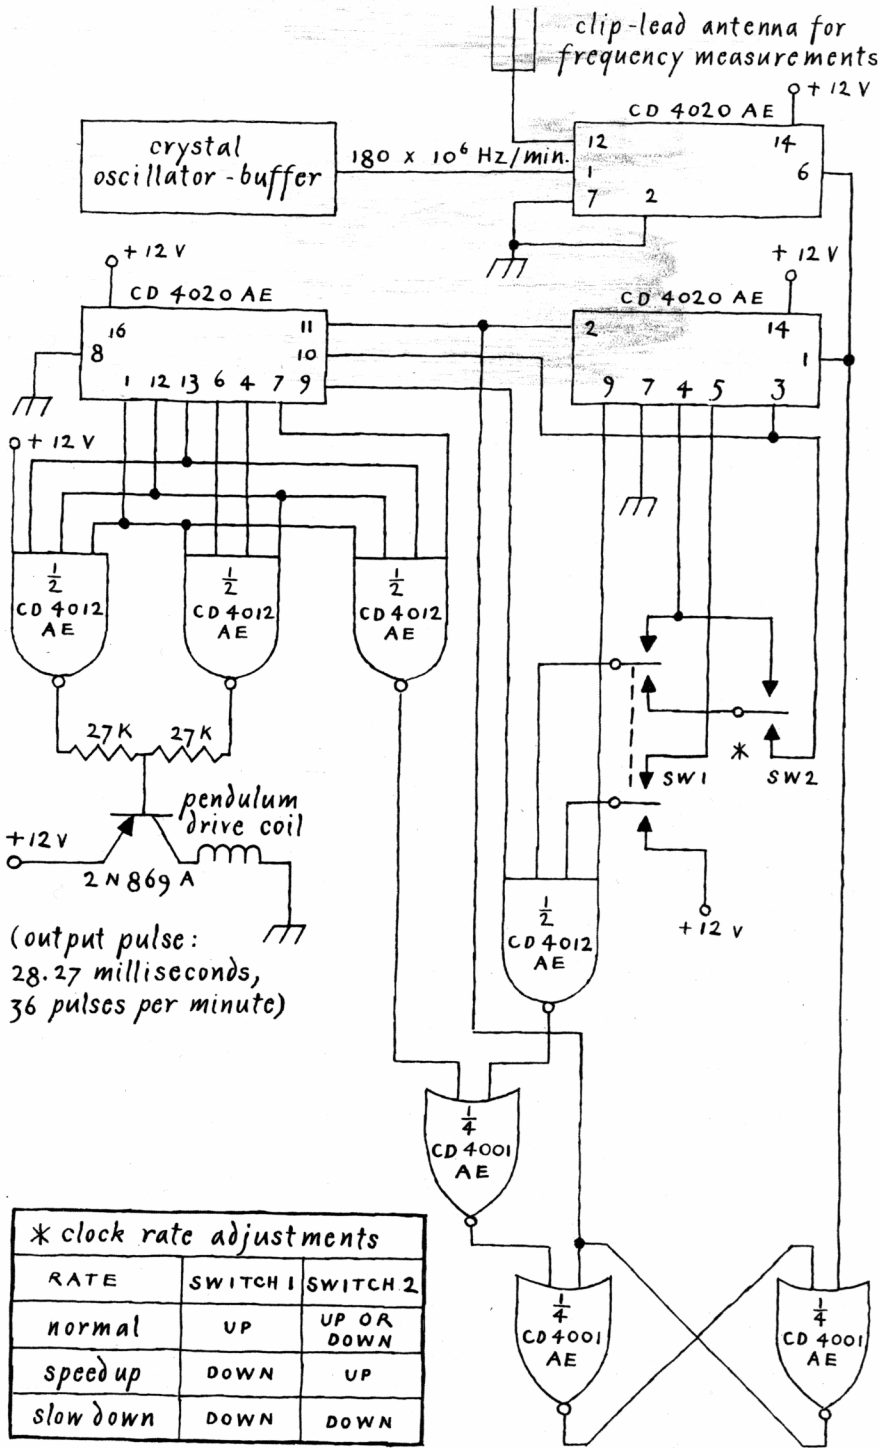 clip-lead antenna for
frequency measurements
+ 12 V
CD 4020 AE
crystal
oscillator-buffer
180 x 10⁶ Hz/min.
12
1
7
2
14
6
+ 12 V
CD 4020 AE
16
8
11
10
1 12 13 6 4 7 9
+ 12 V
CD 4020 AE
2
14
1
9 7 4 5 3
+ 12 V
1/2
CD 4012
AE
1/2
CD 4012
AE
1/2
CD 4012
AE
27K
27K
pendulum
drive coil
+12 V
2 N 869 A
(output pulse:
28.27 milliseconds,
36 pulses per minute)
SW1
*
SW2
+ 12 V
1/2
CD 4012
AE
1/4
CD 4001
AE
1/4
CD 4001
AE
1/4
CD 4001
AE
* clock rate adjustments
RATE SWITCH 1 SWITCH 2
normal UP UP OR
DOWN
speed up DOWN UP
slow down DOWN DOWN